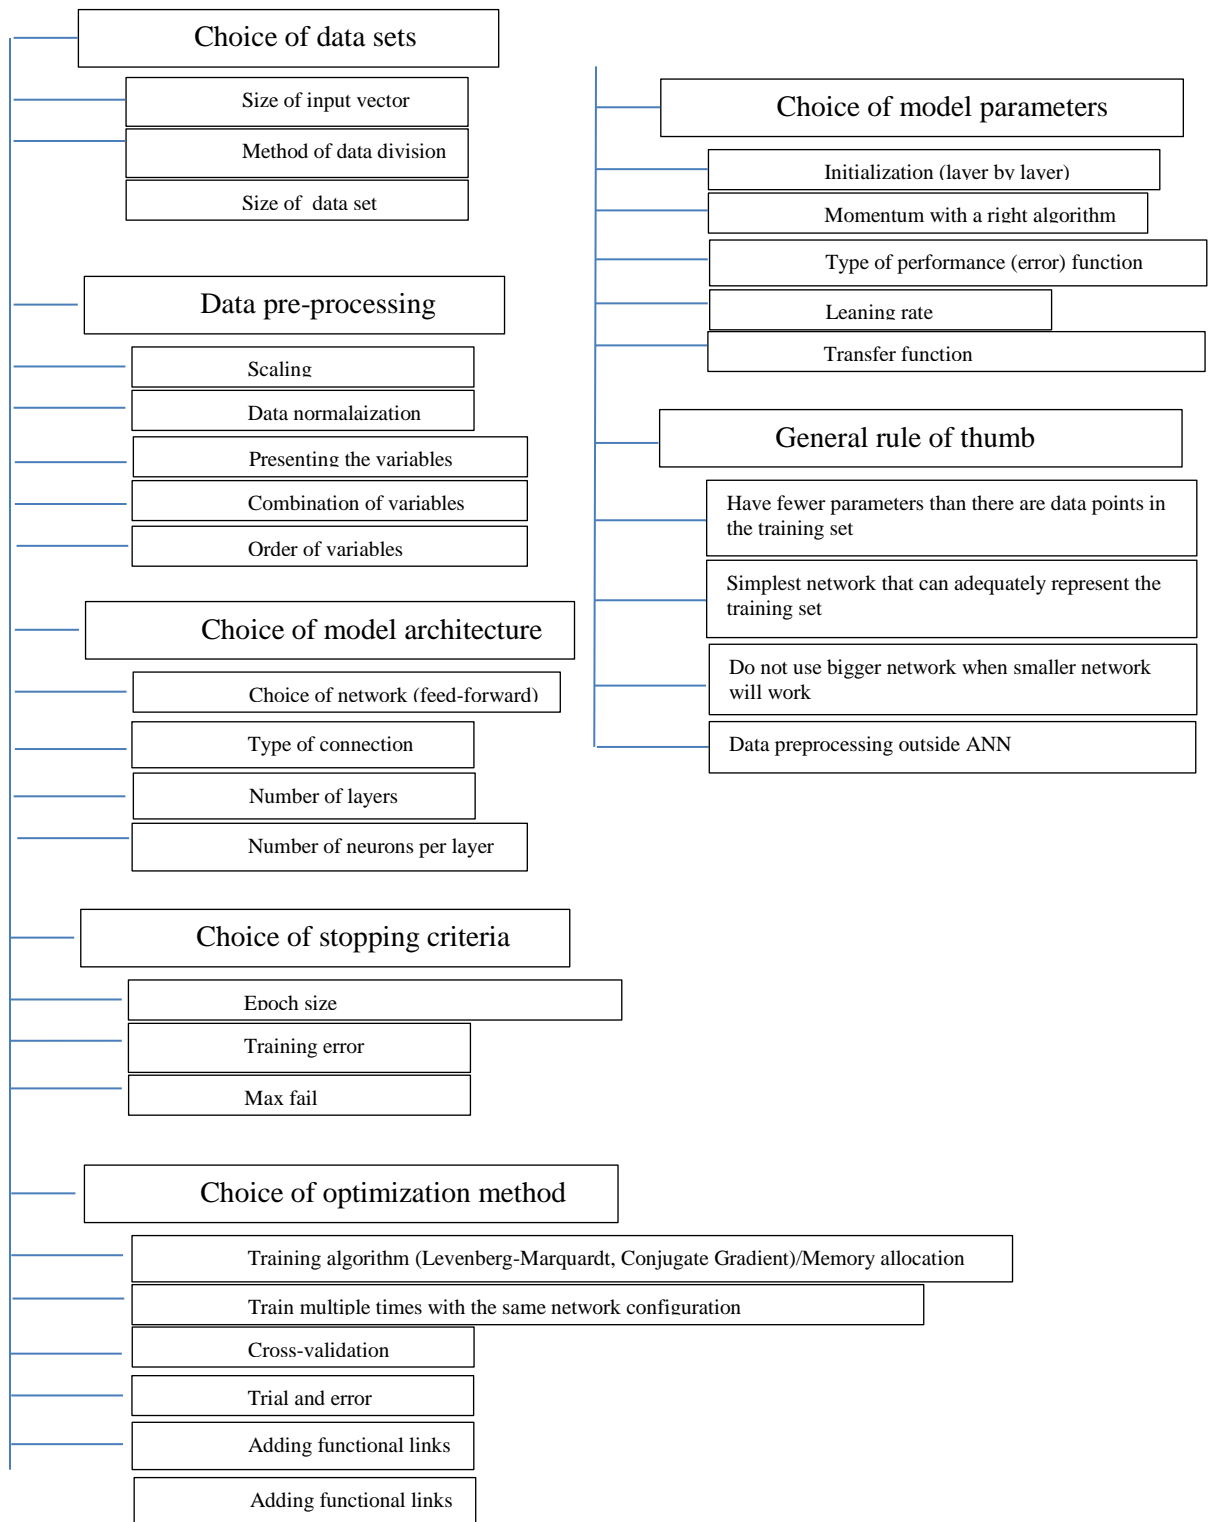 Choice of data sets
Size of input vector
Method of data division
Size of data set
Data pre-processing
Scaling
Data normalaization
Presenting the variables
Combination of variables
Order of variables
Choice of model architecture
Choice of network (feed-forward)
Type of connection
Number of layers
Number of neurons per layer
Choice of stopping criteria
Epoch size
Training error
Max fail
Choice of optimization method
Training algorithm (Levenberg-Marquardt, Conjugate Gradient)/Memory allocation
Train multiple times with the same network configuration
Cross-validation
Trial and error
Adding functional links
Adding functional links
Choice of model parameters
Initialization (layer by layer)
Momentum with a right algorithm
Type of performance (error) function
Leaning rate
Transfer function
General rule of thumb
Have fewer parameters than there are data points in
the training set
Simplest network that can adequately represent the
training set
Do not use bigger network when smaller network
will work
Data preprocessing outside ANN